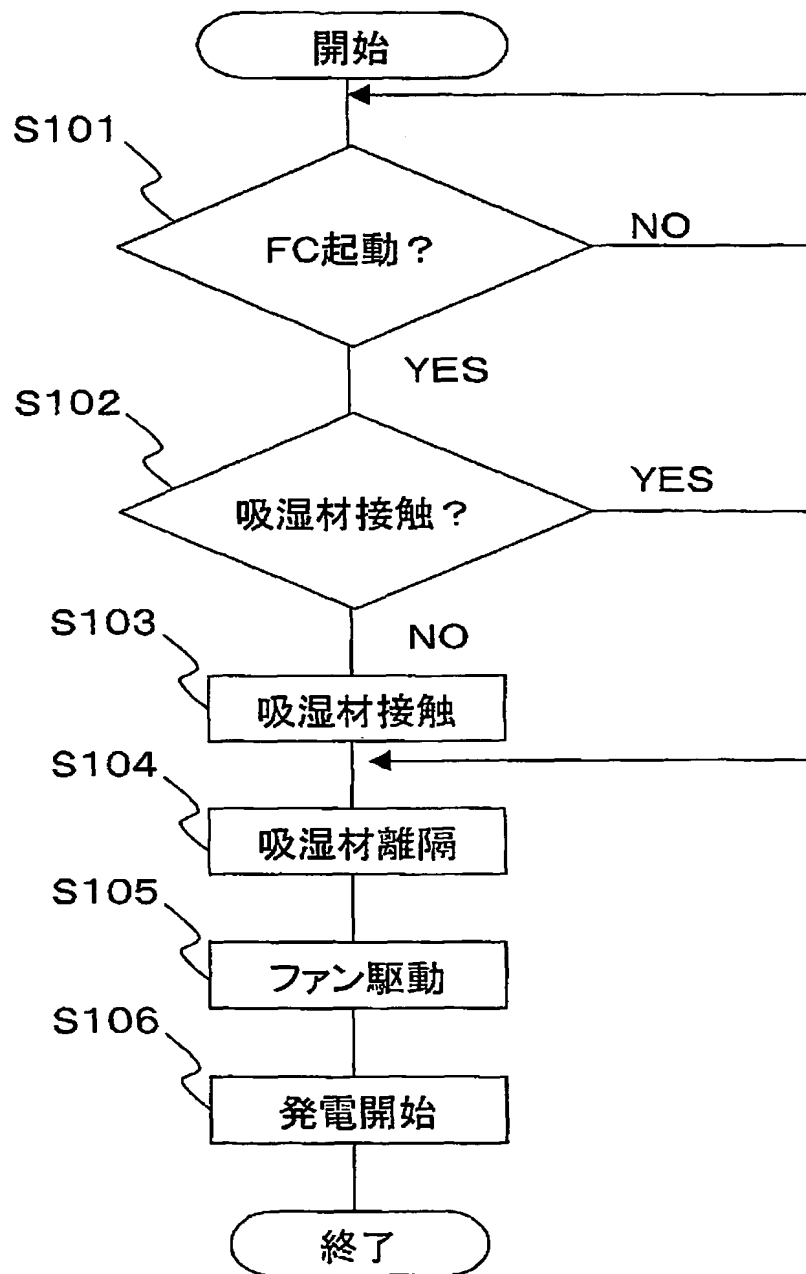 開始
S101
FC起動?
NO
YES
S102
吸湿材接触?
YES
NO
S103
吸湿材接触
S104
吸湿材離隔
S105
ファン駆動
S106
発電開始
終了